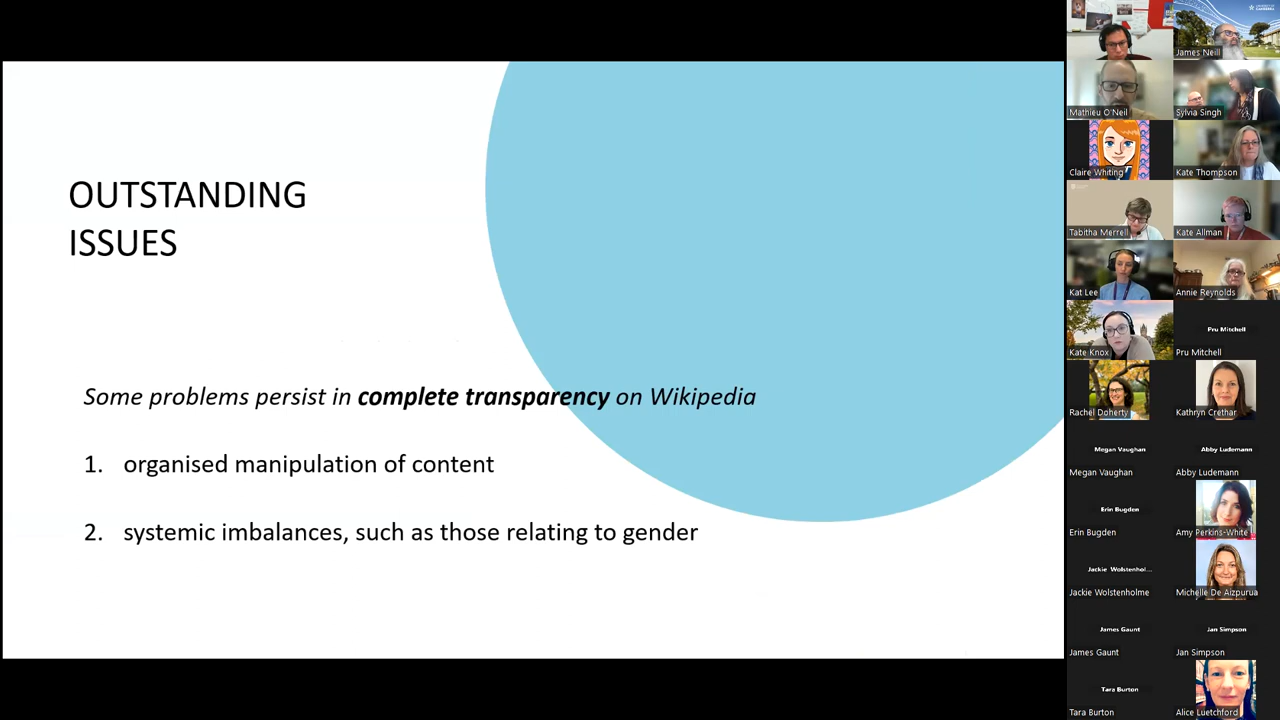 OUTSTANDING
ISSUES
Some problems persist in complete transparency on Wikipedia
1. organised manipulation of content
2. systemic imbalances, such as those relating to gender
James Neill
Mathieu O'Neil
Sylvia Singh
Claire Whiting
Kate Thompson
Tabitha Merrell
Kate Allman
Kat Lee
Annie Reynolds
Kate Knox
Pru Mitchell
Pru Mitchell
Rachel Doherty
Kathryn Crethar
Megan Vaughan
Megan Vaughan
Abby Ludemann
Abby Ludemann
Erin Bugden
Erin Bugden
Amy Perkins-White
Jackie Wolstenhol...
Jackie Wolstenholme
Michelle De Aizpurua
James Gaunt
James Gaunt
Jan Simpson
Jan Simpson
Tara Burton
Tara Burton
Alice Luetchford